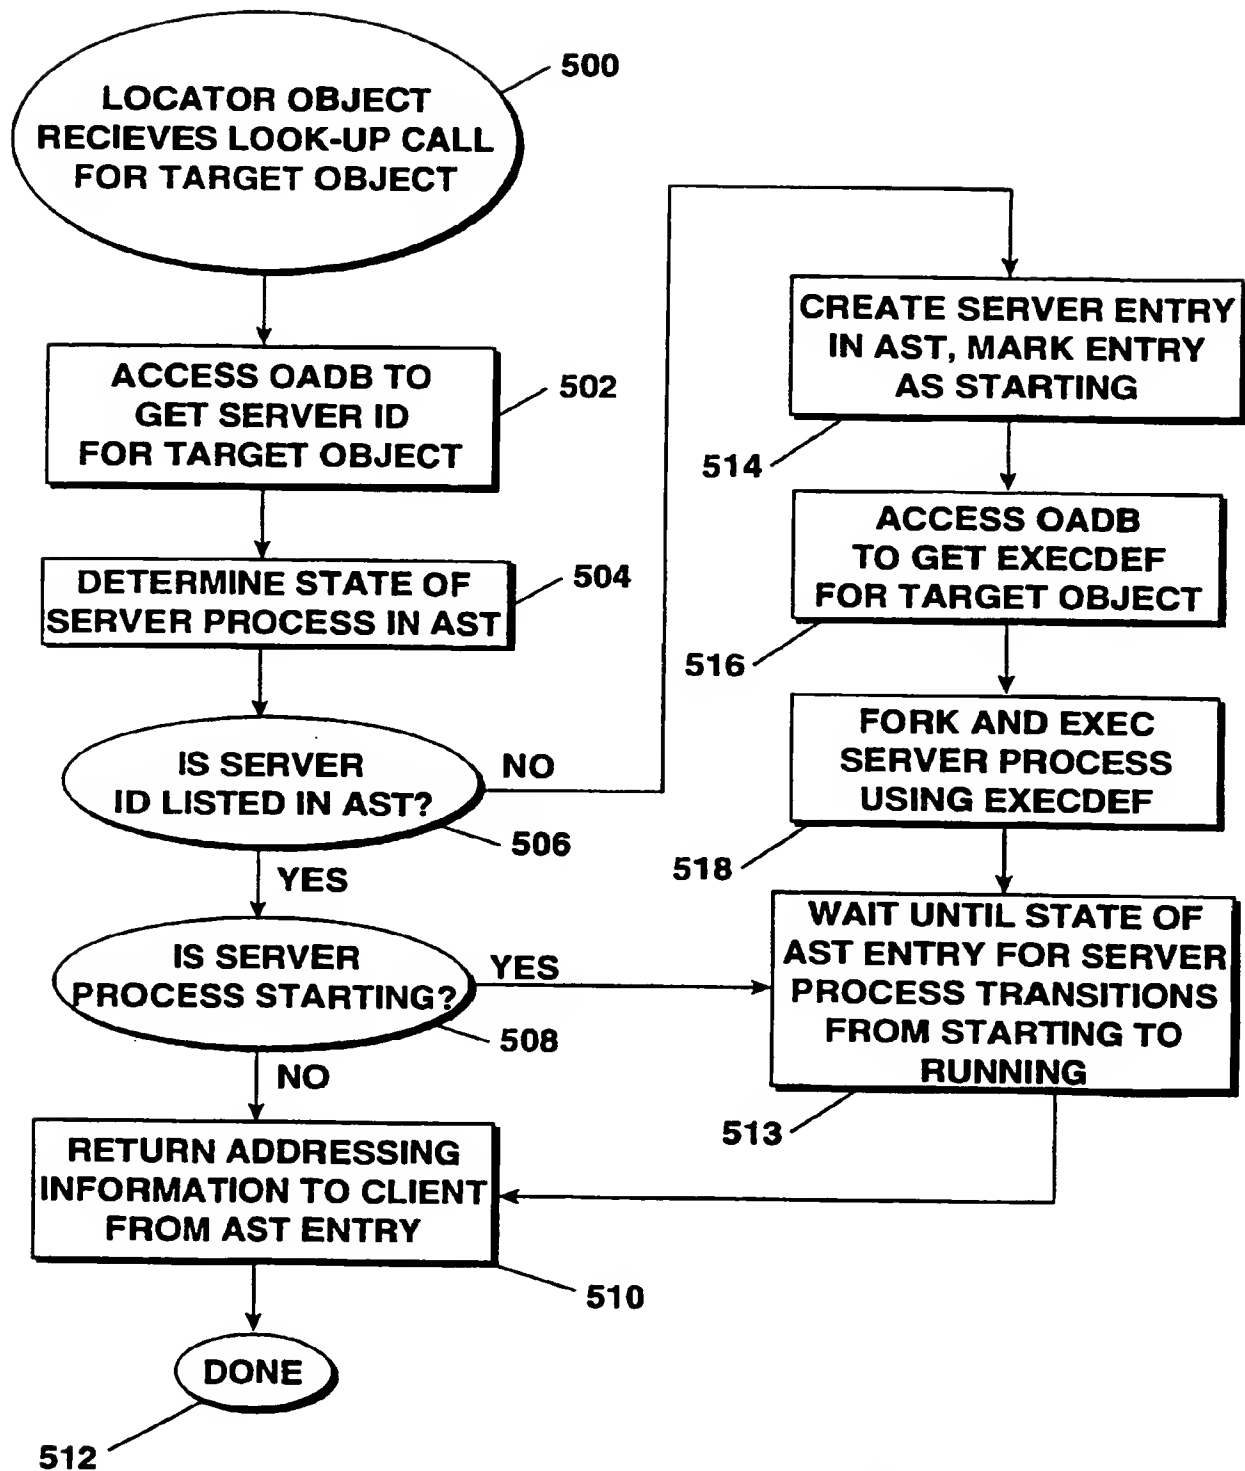 LOCATOR OBJECT
RECIEVES LOOK-UP CALL
FOR TARGET OBJECT
500
ACCESS OADB TO
GET SERVER ID
FOR TARGET OBJECT
502
DETERMINE STATE OF
SERVER PROCESS IN AST
504
IS SERVER
ID LISTED IN AST?
506
NO
YES
IS SERVER
PROCESS STARTING?
508
YES
NO
RETURN ADDRESSING
INFORMATION TO CLIENT
FROM AST ENTRY
510
DONE
512
CREATE SERVER ENTRY
IN AST, MARK ENTRY
AS STARTING
514
ACCESS OADB
TO GET EXECDEF
FOR TARGET OBJECT
516
FORK AND EXEC
SERVER PROCESS
USING EXECDEF
518
WAIT UNTIL STATE OF
AST ENTRY FOR SERVER
PROCESS TRANSITIONS
FROM STARTING TO
RUNNING
513